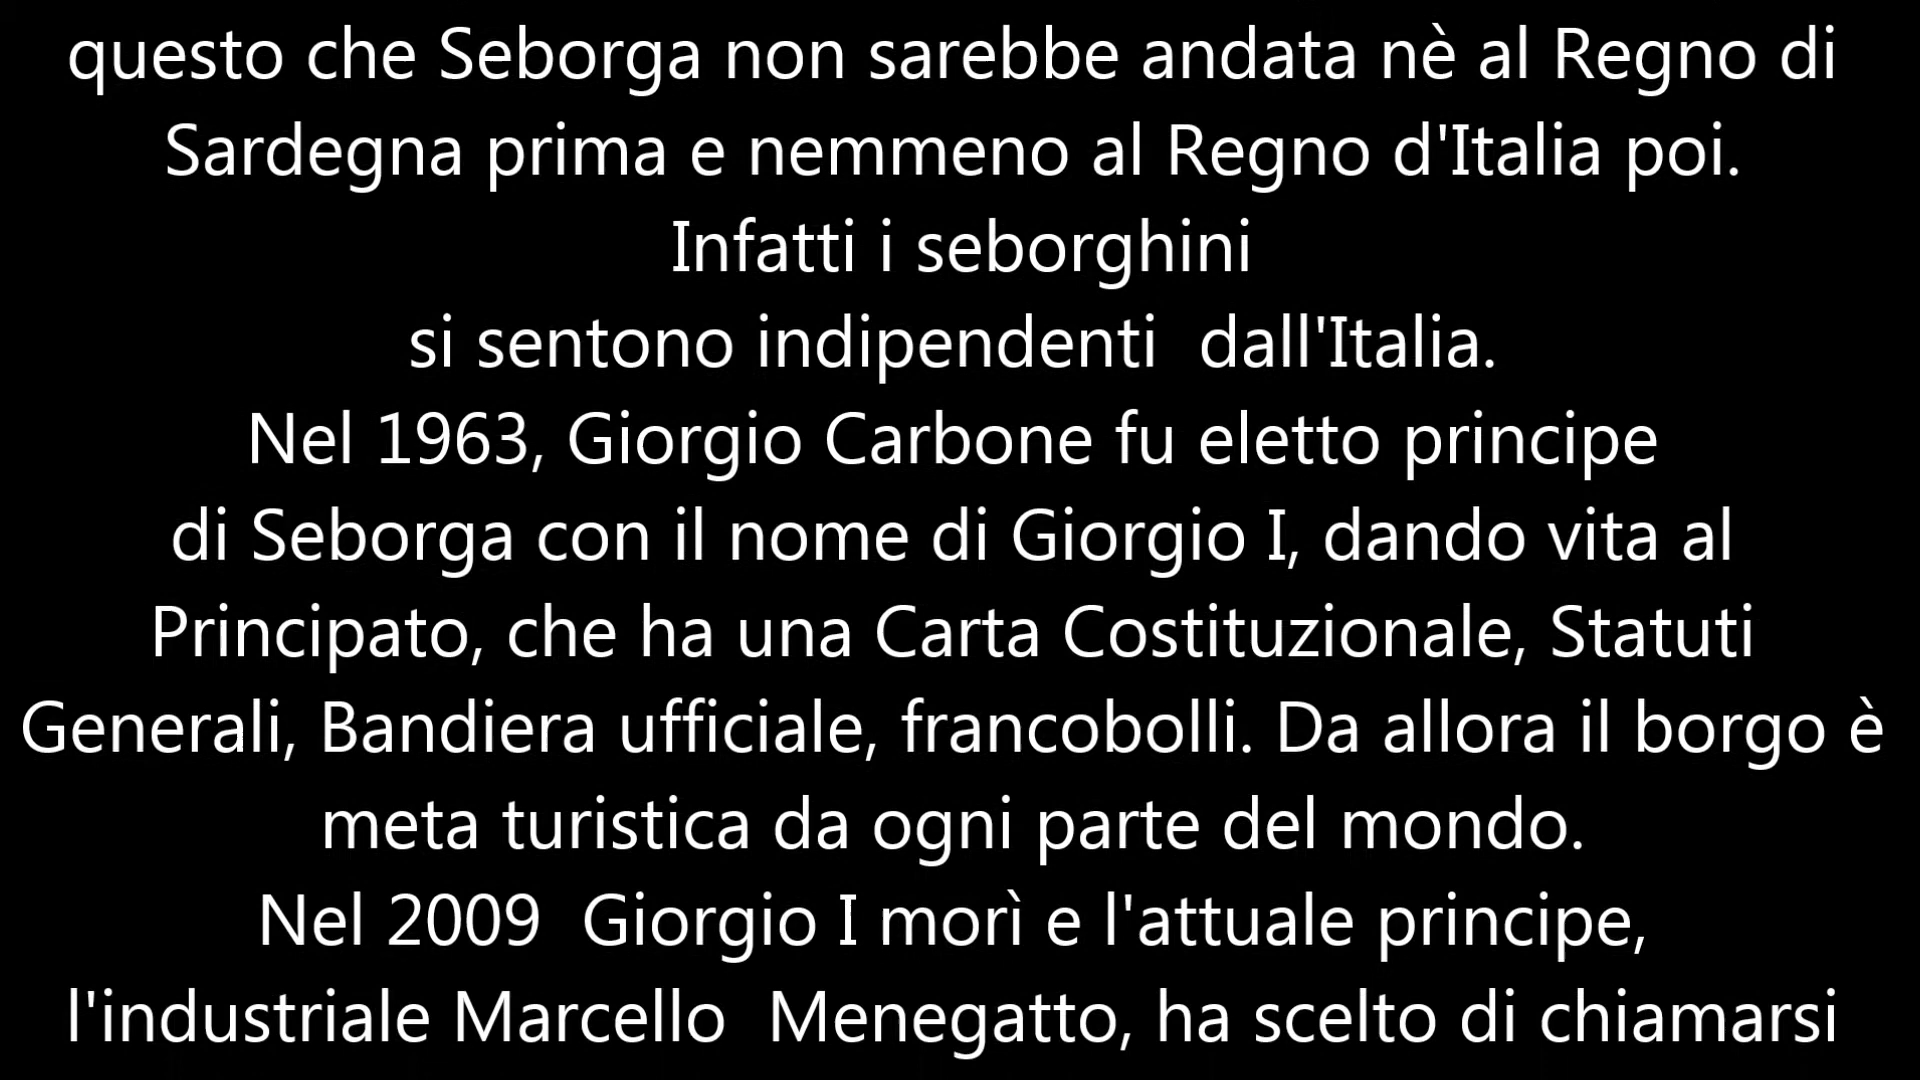 questo che Seborga non sarebbe andata nè al Regno di
Sardegna prima e nemmeno al Regno d'Italia poi.
Infatti i seborghini
si sentono indipendenti  dall'Italia.
Nel 1963, Giorgio Carbone fu eletto principe
di Seborga con il nome di Giorgio I, dando vita al
Principato, che ha una Carta Costituzionale, Statuti
Generali, Bandiera ufficiale, francobolli. Da allora il borgo è
meta turistica da ogni parte del mondo.
Nel 2009  Giorgio I morì e l'attuale principe,
l'industriale Marcello  Menegatto, ha scelto di chiamarsi